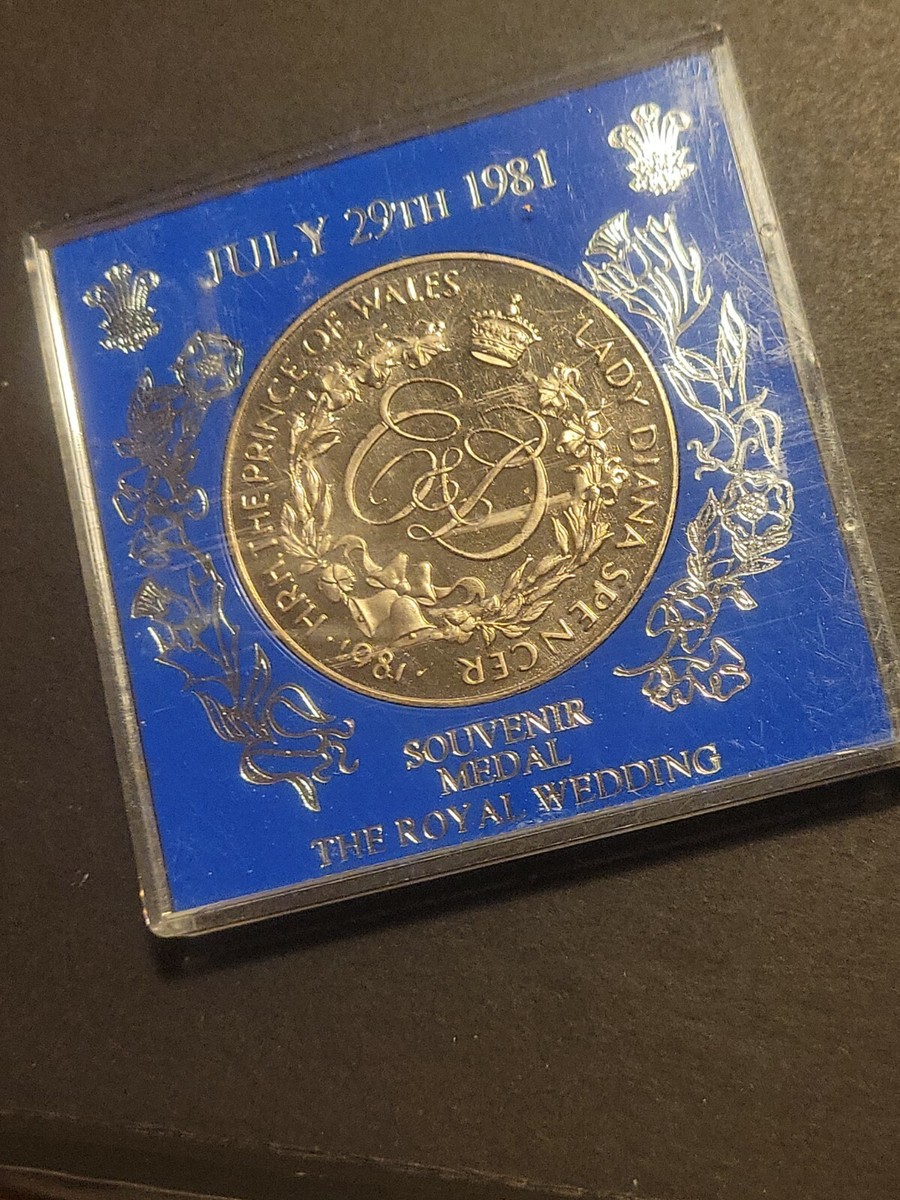 JULY 29TH 1981
H.R.H. THE PRINCE OF WALES
LADY DIANA SPENCER · 1981 ·
C & D
SOUVENIR
MEDAL
THE ROYAL WEDDING